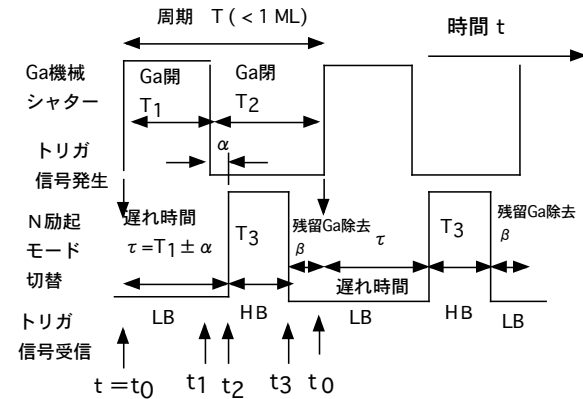 周期 T ( < 1 ML)
時間 t
Ga機械
シャター
Ga開
T1
Ga閉
T2
α
トリガ
信号発生
N励起
モード
切替
遅れ時間
τ =T1 ± α
T3
残留Ga除去
β
τ
遅れ時間
T3
残留Ga除去
β
LB
HB
LB
HB
LB
トリガ
信号受信
t =t0
t1
t2
t3
t0